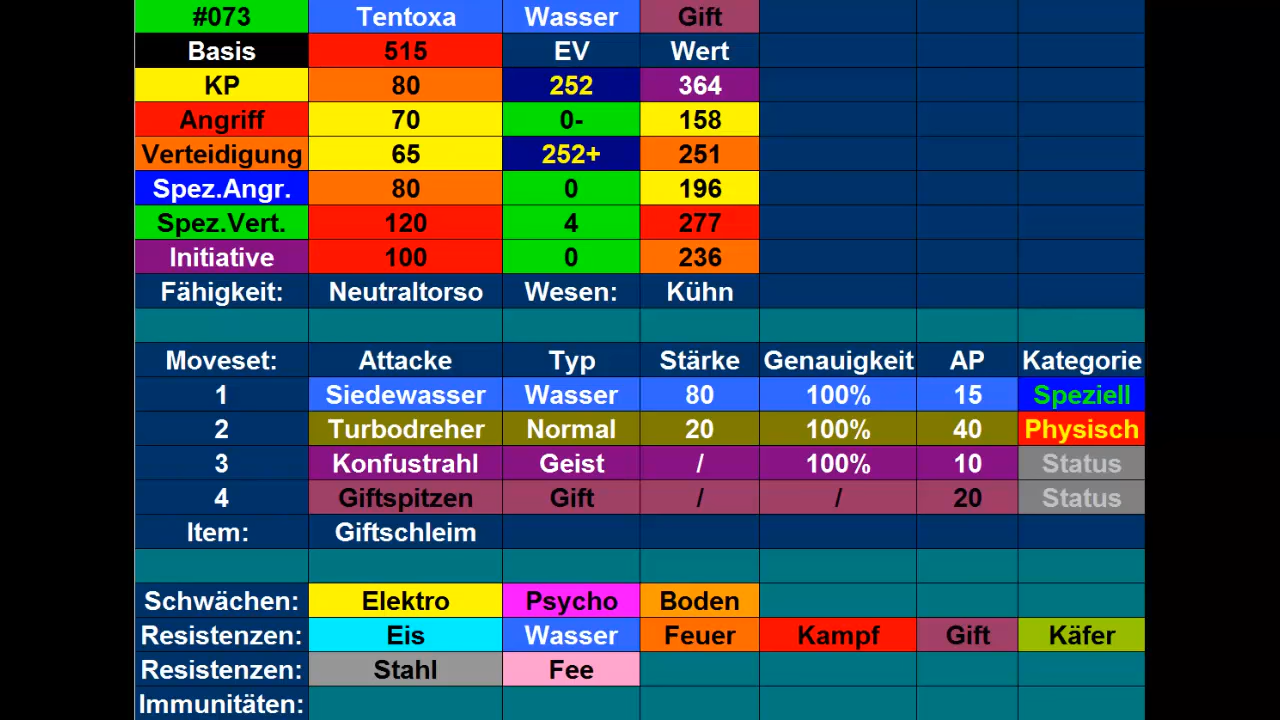 #073 Tentoxa Wasser Gift
Basis 515 EV Wert
KP 80 252 364
Angriff 70 0- 158
Verteidigung 65 252+ 251
Spez.Angr. 80 0 196
Spez.Vert. 120 4 277
Initiative 100 0 236
Fähigkeit: Neutraltorso Wesen: Kühn
Moveset: Attacke Typ Stärke Genauigkeit AP Kategorie
1 Siedewasser Wasser 80 100% 15 Speziell
2 Turbodreher Normal 20 100% 40 Physisch
3 Konfustrahl Geist / 100% 10 Status
4 Giftspitzen Gift / / 20 Status
Item: Giftschleim
Schwächen: Elektro Psycho Boden
Resistenzen: Eis Wasser Feuer Kampf Gift Käfer
Resistenzen: Stahl Fee
Immunitäten: